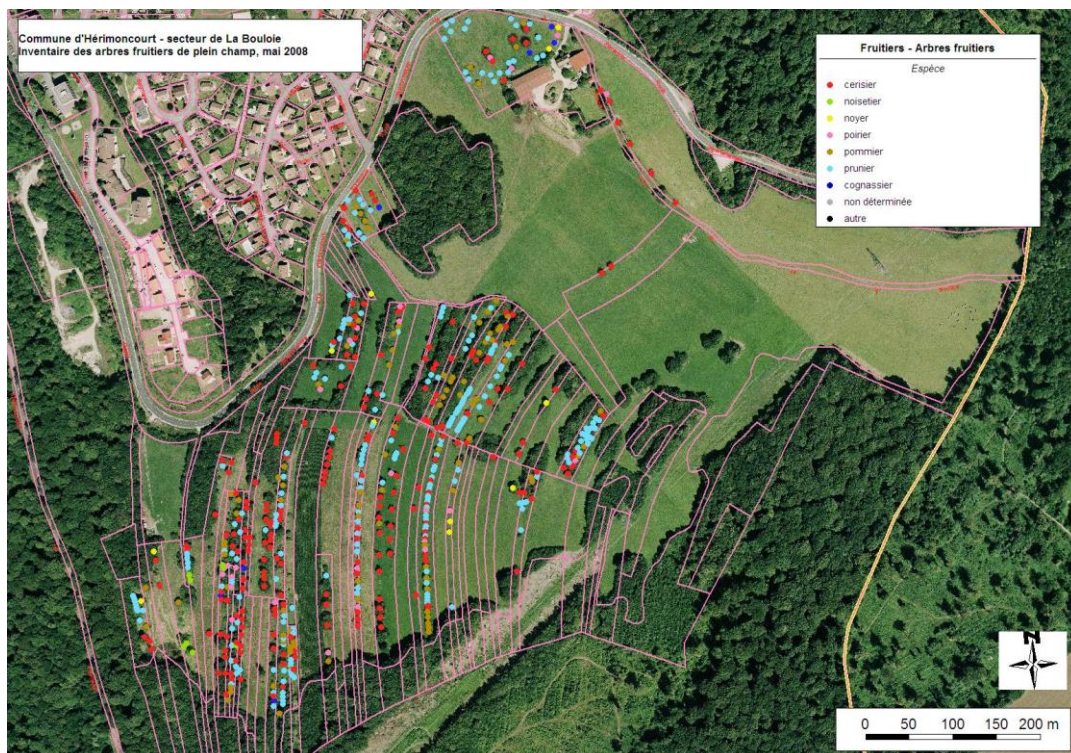 Commune d'Hérimoncourt - secteur de La Bouloie
Inventaire des arbres fruitiers de plein champ, mai 2008
Fruitiers - Arbres fruitiers
Espèce
cerisier
noisetier
noyer
poirier
pommier
prunier
cognassier
non déterminée
autre
N
0 50 100 150 200 m